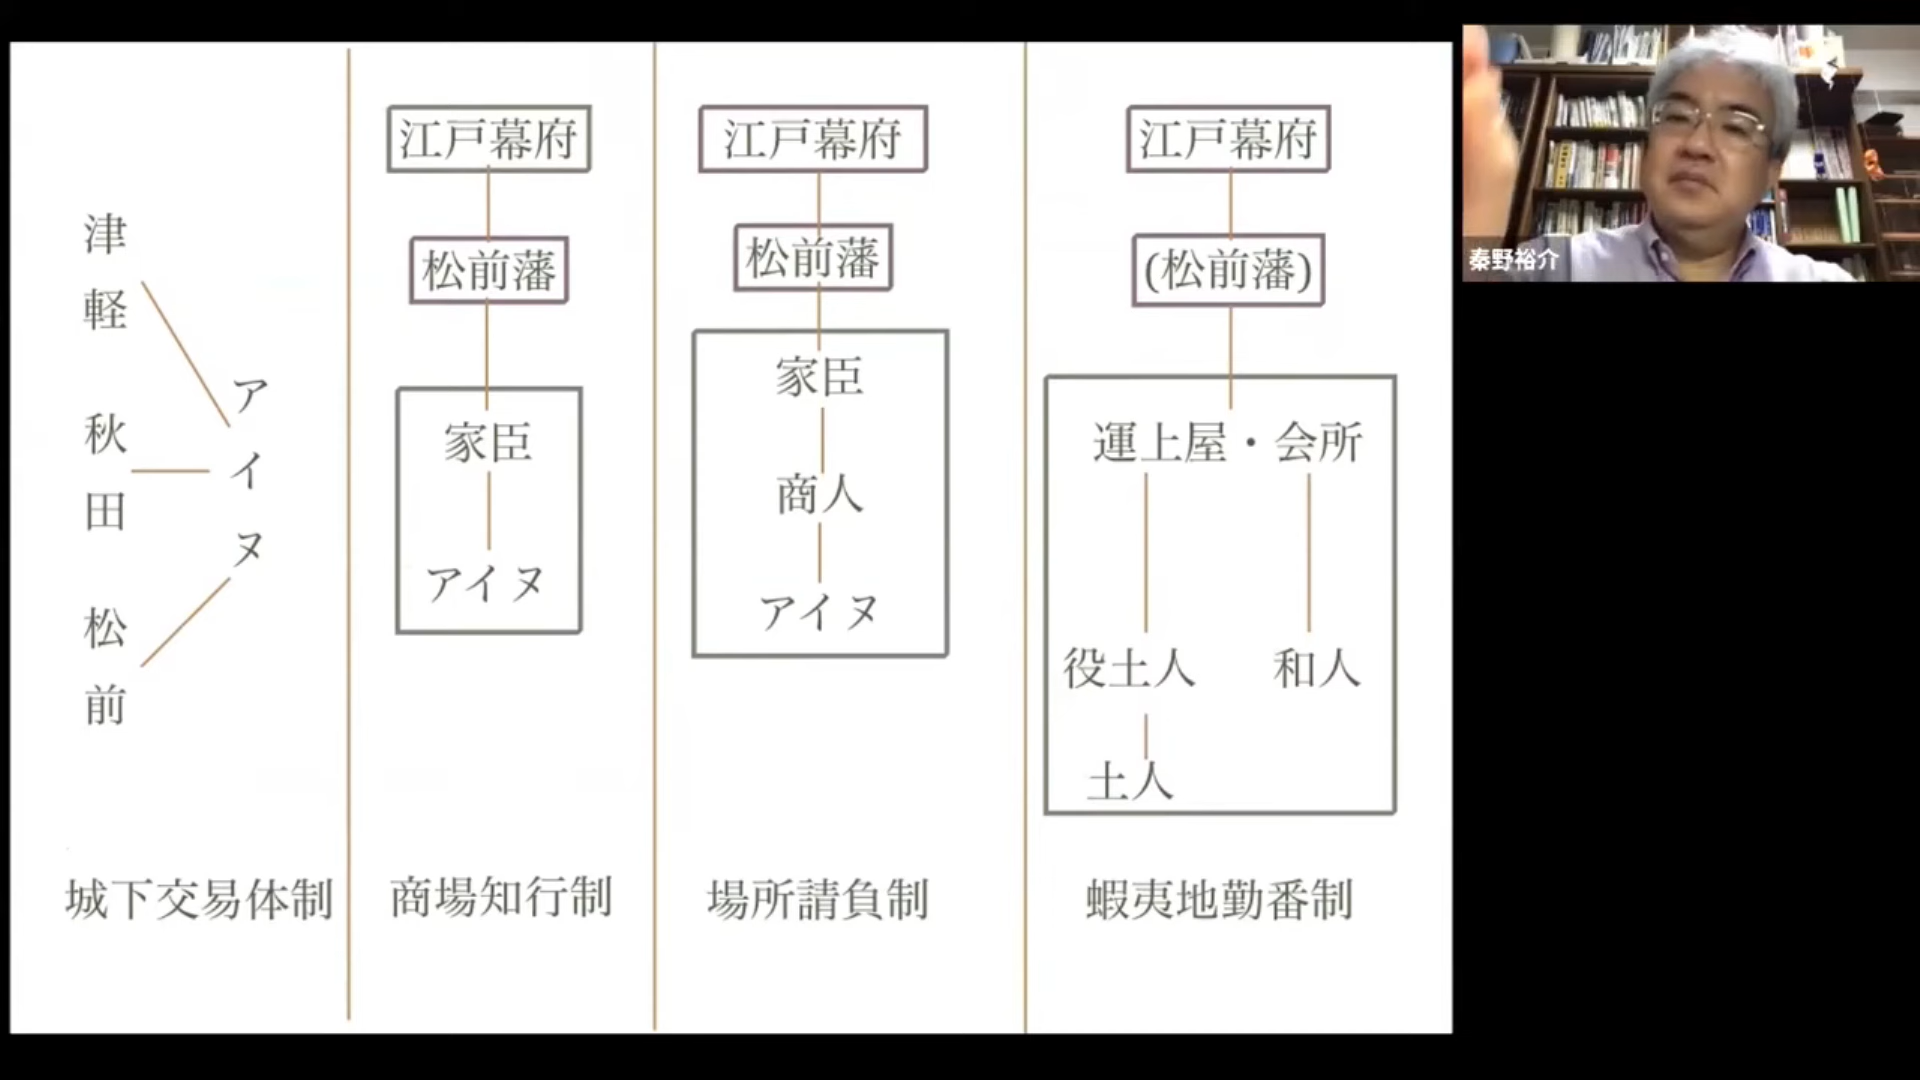 津軽
秋田
松前
アイヌ
城下交易体制
江戸幕府
松前藩
家臣
アイヌ
商場知行制
江戸幕府
松前藩
家臣
商人
アイヌ
場所請負制
江戸幕府
(松前藩)
運上屋・会所
役土人
和人
土人
蝦夷地勤番制
秦野裕介